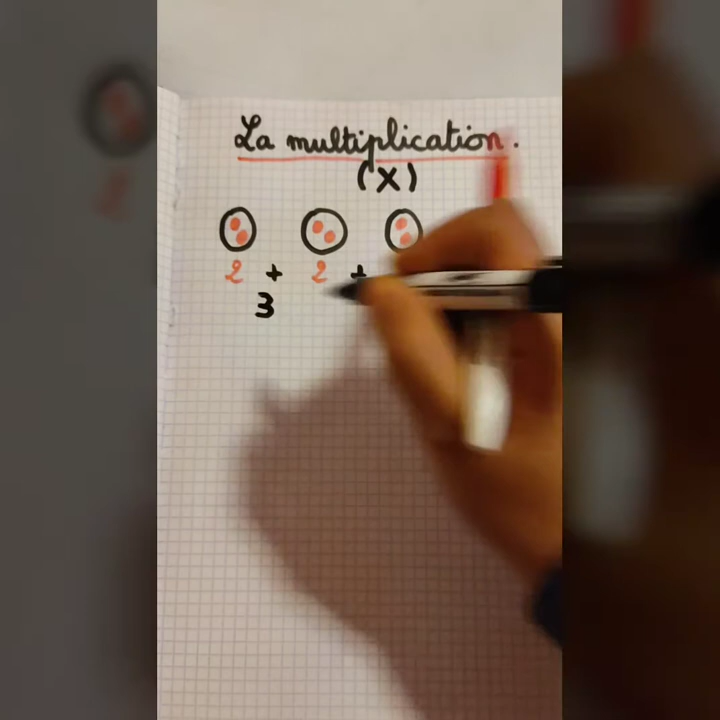 La multiplication.
(X)
2 + 2 +
3